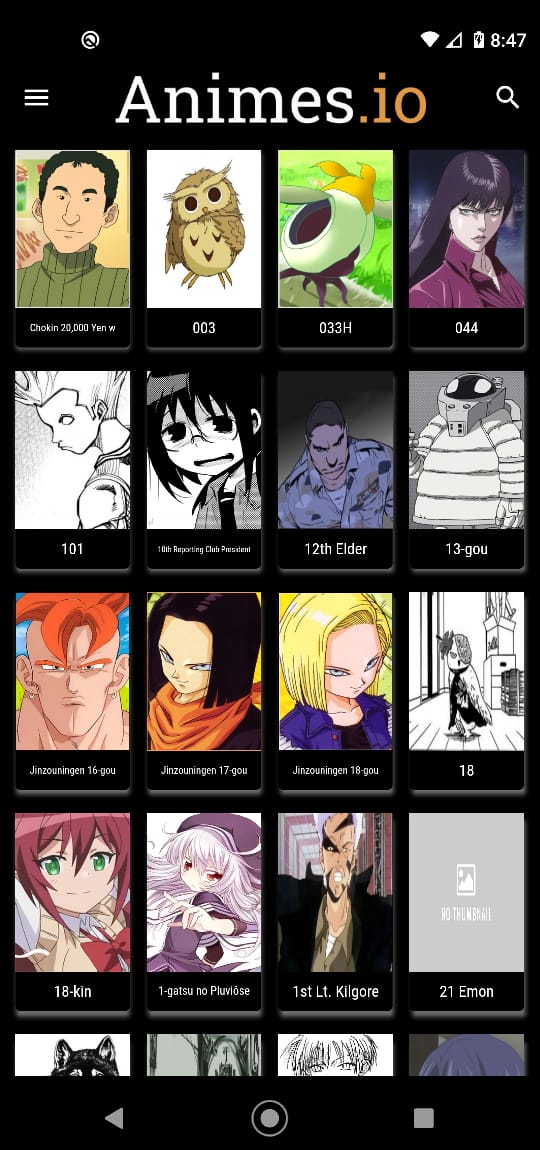 8:47
Animes.io
Chokin 20,000 Yen w
003
033H
044
101
10th Reporting Club President
12th Elder
13-gou
Jinzouningen 16-gou
Jinzouningen 17-gou
Jinzouningen 18-gou
18
NO THUMBNAIL
18-kin
1-gatsu no Pluviôse
1st Lt. Kilgore
21 Emon